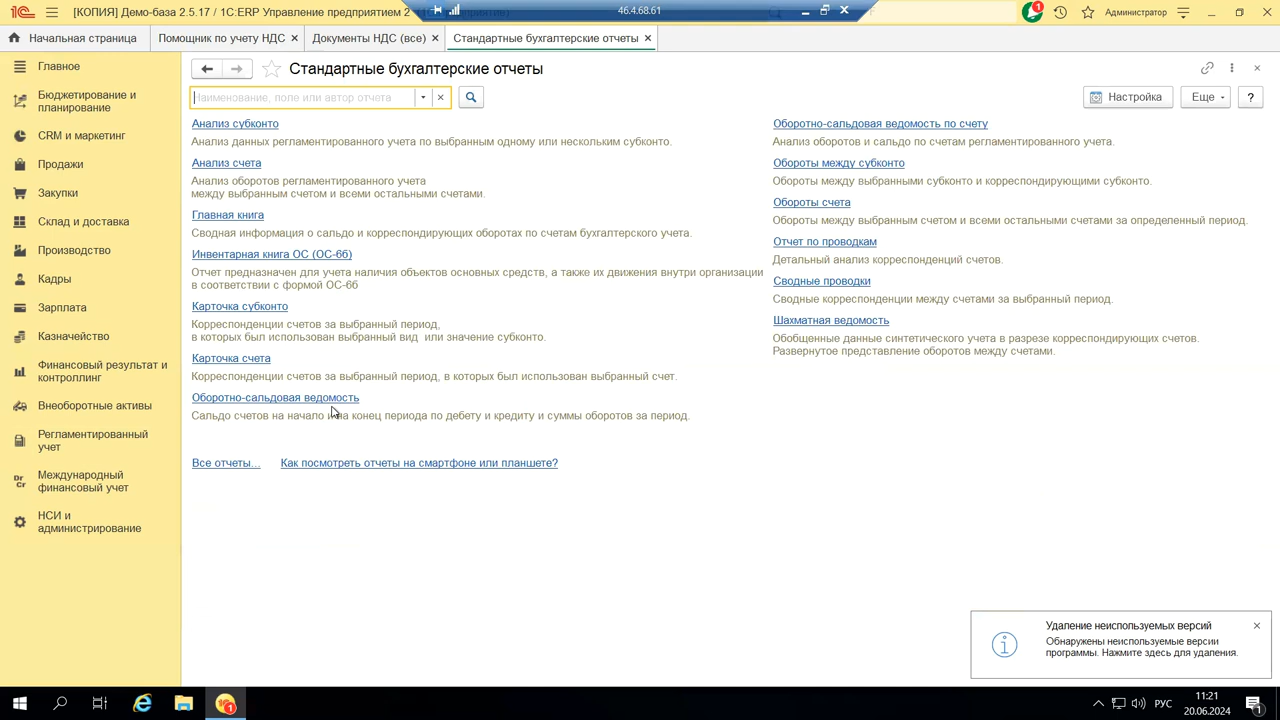 [КОПИЯ] Демо-база 2.5.17 / 1С:ERP Управление предприятием 2
46.4.68.61
1
Администратор
Начальная страница
Помощник по учету НДС
Документы НДС (все)
Стандартные бухгалтерские отчеты
Главное
Бюджетирование и
планирование
CRM и маркетинг
Продажи
Закупки
Склад и доставка
Производство
Кадры
Зарплата
Казначейство
Финансовый результат и
контроллинг
Внеоборотные активы
Регламентированный
учет
Международный
финансовый учет
НСИ и
администрирование
Стандартные бухгалтерские отчеты
Наименование, поле или автор отчета
Настройка
Еще
?
Анализ субконто
Анализ данных регламентированного учета по выбранным одному или нескольким субконто.
Анализ счета
Анализ оборотов регламентированного учета
между выбранным счетом и всеми остальными счетами.
Главная книга
Сводная информация о сальдо и корреспондирующих оборотах по счетам бухгалтерского учета.
Инвентарная книга ОС (ОС-6б)
Отчет предназначен для учета наличия объектов основных средств, а также их движения внутри организации
в соответствии с формой ОС-6б
Карточка субконто
Корреспонденции счетов за выбранный период,
в которых был использован выбранный вид или значение субконто.
Карточка счета
Корреспонденции счетов за выбранный период, в которых был использован выбранный счет.
Оборотно-сальдовая ведомость
Сальдо счетов на начало и на конец периода по дебету и кредиту и суммы оборотов за период.
Все отчеты...
Как посмотреть отчеты на смартфоне или планшете?
Оборотно-сальдовая ведомость по счету
Анализ оборотов и сальдо по счетам регламентированного учета.
Обороты между субконто
Обороты между выбранными субконто и корреспондирующими субконто.
Обороты счета
Обороты между выбранным счетом и всеми остальными счетами за определенный период.
Отчет по проводкам
Детальный анализ корреспонденций счетов.
Сводные проводки
Сводные корреспонденции между счетами за выбранный период.
Шахматная ведомость
Обобщенные данные синтетического учета в разрезе корреспондирующих счетов.
Развернутое представление оборотов между счетами.
Удаление неиспользуемых версий
Обнаружены неиспользуемые версии
программы. Нажмите здесь для удаления.
РУС
11:21
20.06.2024
1